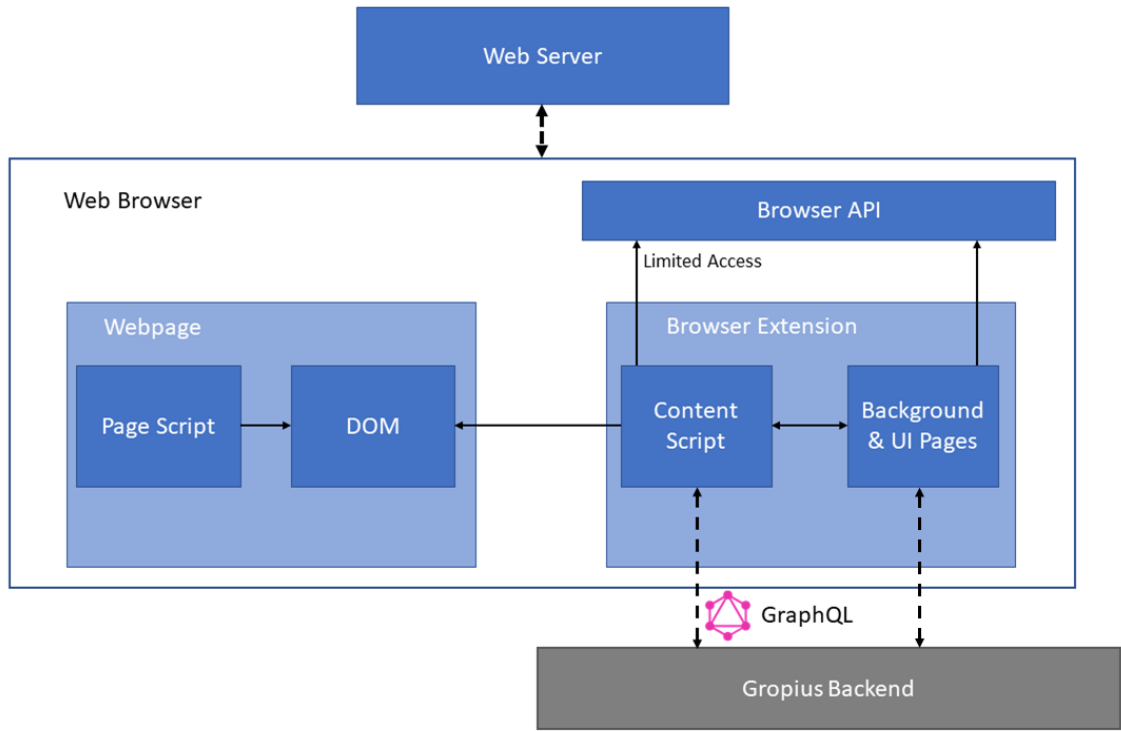 Web Server
Web Browser
Browser API
Limited Access
Webpage
Browser Extension
Page Script
DOM
Content
Script
Background
& UI Pages
GraphQL
Gropius Backend